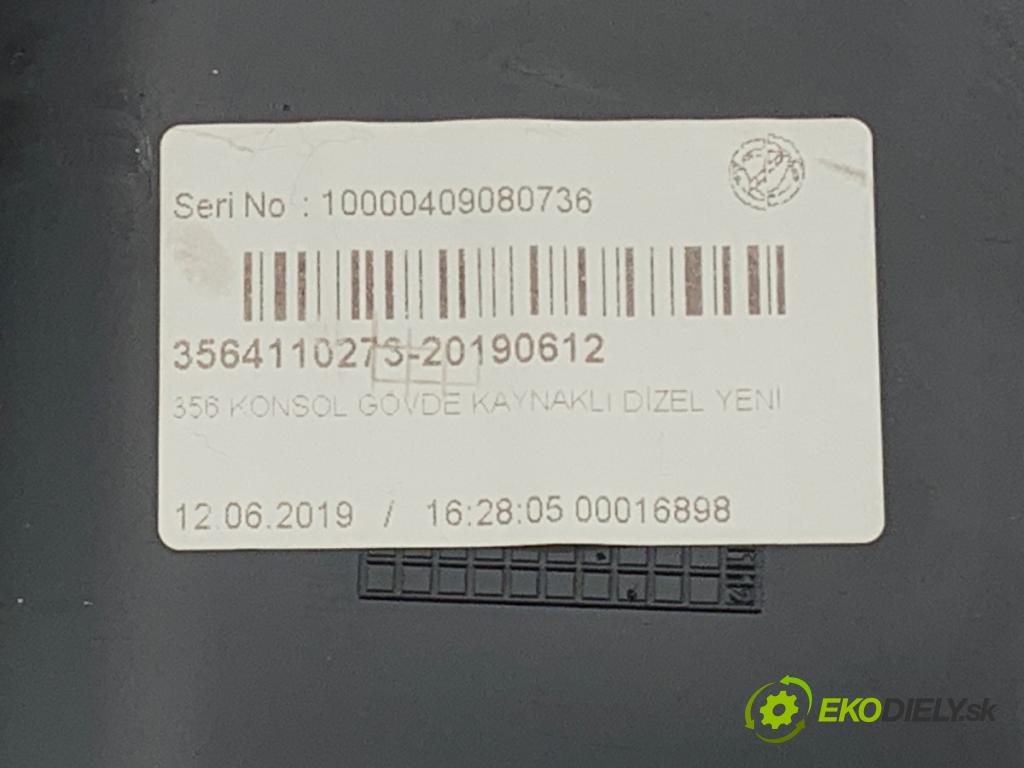 Seri No : 10000409080736
3564110273-20190612
356 KONSOL GÖVDE KAYNAKLI DİZEL YENİ
12.06.2019 / 16:28:05 00016898
EKODIELY.sk